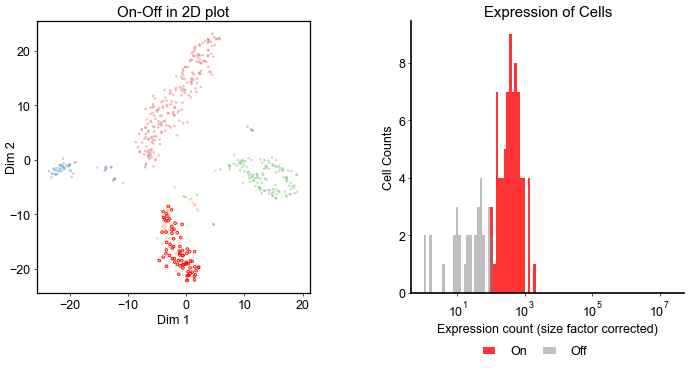 On-Off in 2D plot
Dim 2
20
10
0
−10
−20
−20 −10 0 10 20
Dim 1
Expression of Cells
Cell Counts
8
6
4
2
0
10^1 10^3 10^5 10^7
Expression count (size factor corrected)
On Off